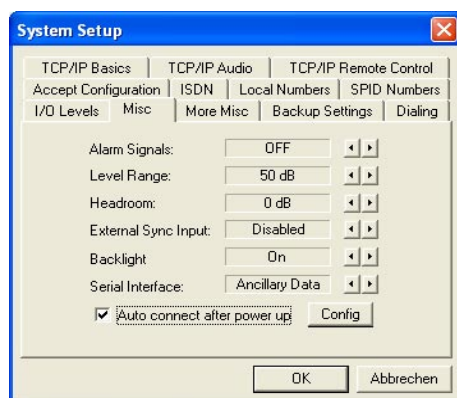 System Setup
TCP/IP Basics TCP/IP Audio TCP/IP Remote Control
Accept Configuration ISDN Local Numbers SPID Numbers
I/O Levels Misc More Misc Backup Settings Dialing
Alarm Signals: OFF
Level Range: 50 dB
Headroom: 0 dB
External Sync Input: Disabled
Backlight On
Serial Interface: Ancillary Data
Auto connect after power up Config
OK Abbrechen